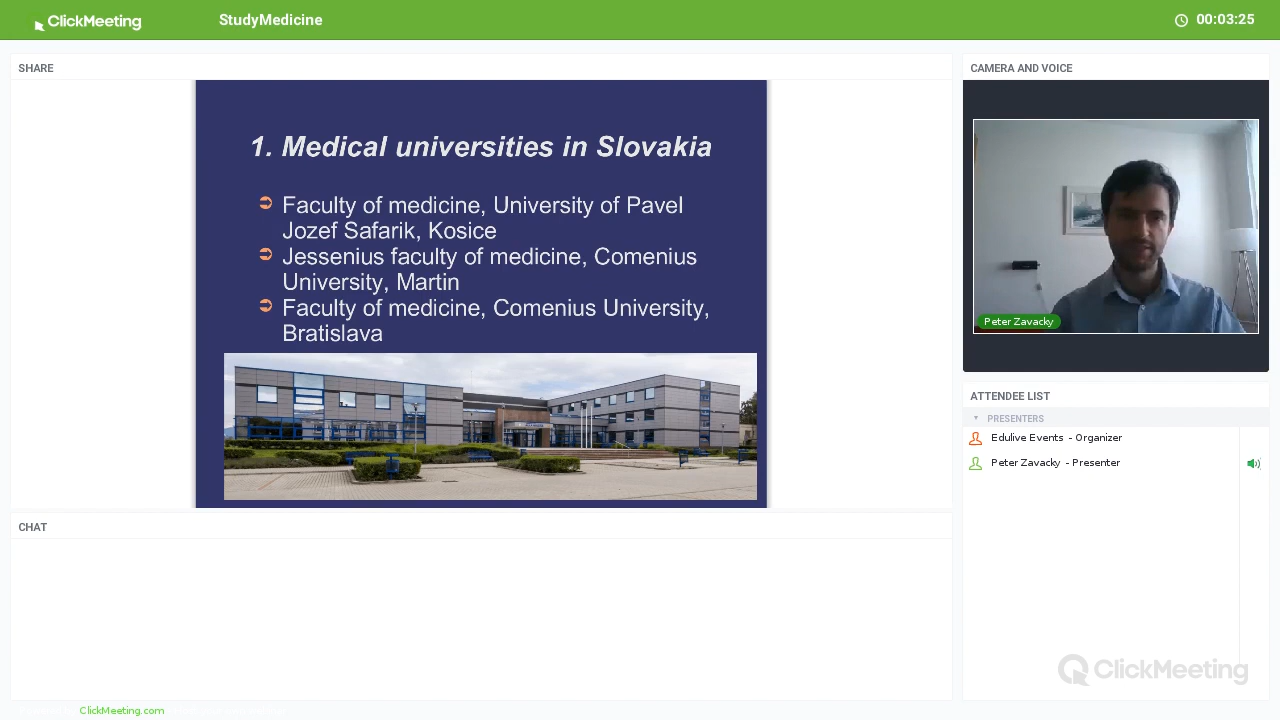 ClickMeeting
StudyMedicine
00:03:25
SHARE
1. Medical universities in Slovakia
Faculty of medicine, University of Pavel
Jozef Safarik, Kosice
Jessenius faculty of medicine, Comenius
University, Martin
Faculty of medicine, Comenius University,
Bratislava
CHAT
CAMERA AND VOICE
Peter Zavacky
ATTENDEE LIST
PRESENTERS
Edulive Events - Organizer
Peter Zavacky - Presenter
ClickMeeting
ClickMeeting.com